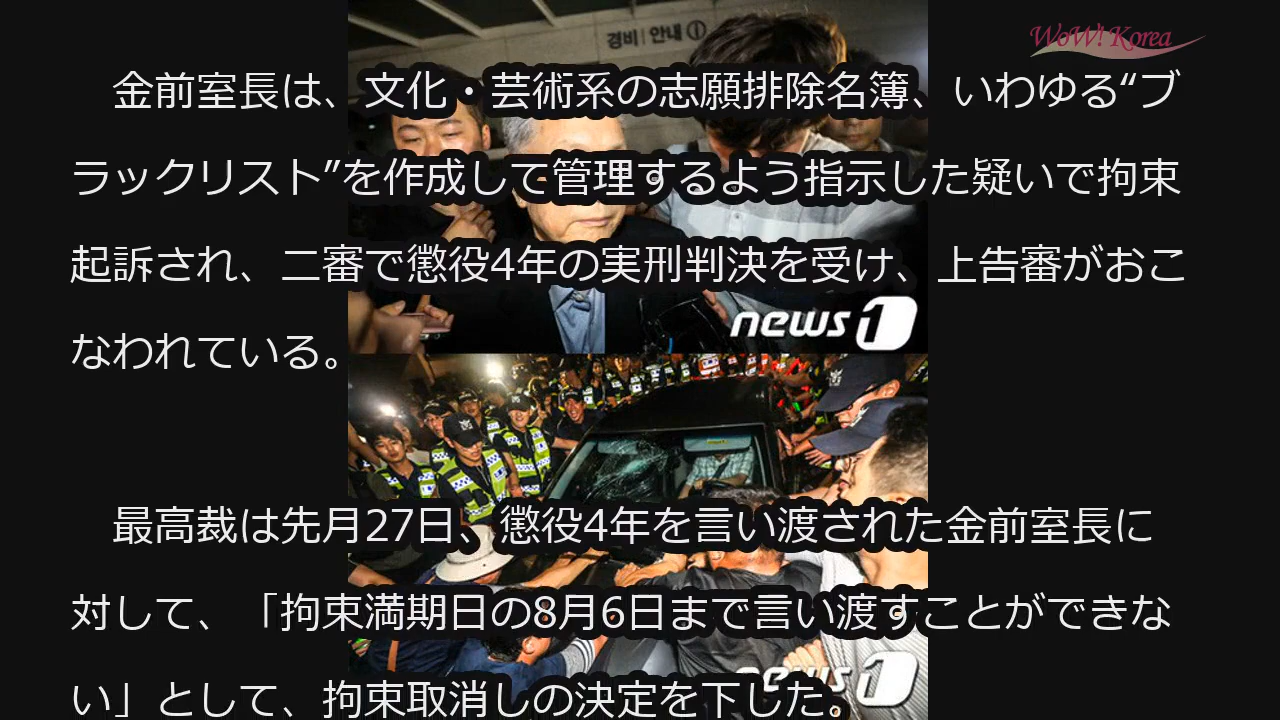 경비 | 안내 ①
WoW! Korea
金前室長は、文化・芸術系の志願排除名簿、いわゆる“ブ
ラックリスト”を作成して管理するよう指示した疑いで拘束
起訴され、二審で懲役4年の実刑判決を受け、上告審がおこ
なわれている。
news1
最高裁は先月27日、懲役4年を言い渡された金前室長に
対して、「拘束満期日の8月6日まで言い渡すことができな
い」として、拘束取消しの決定を下した。
news1